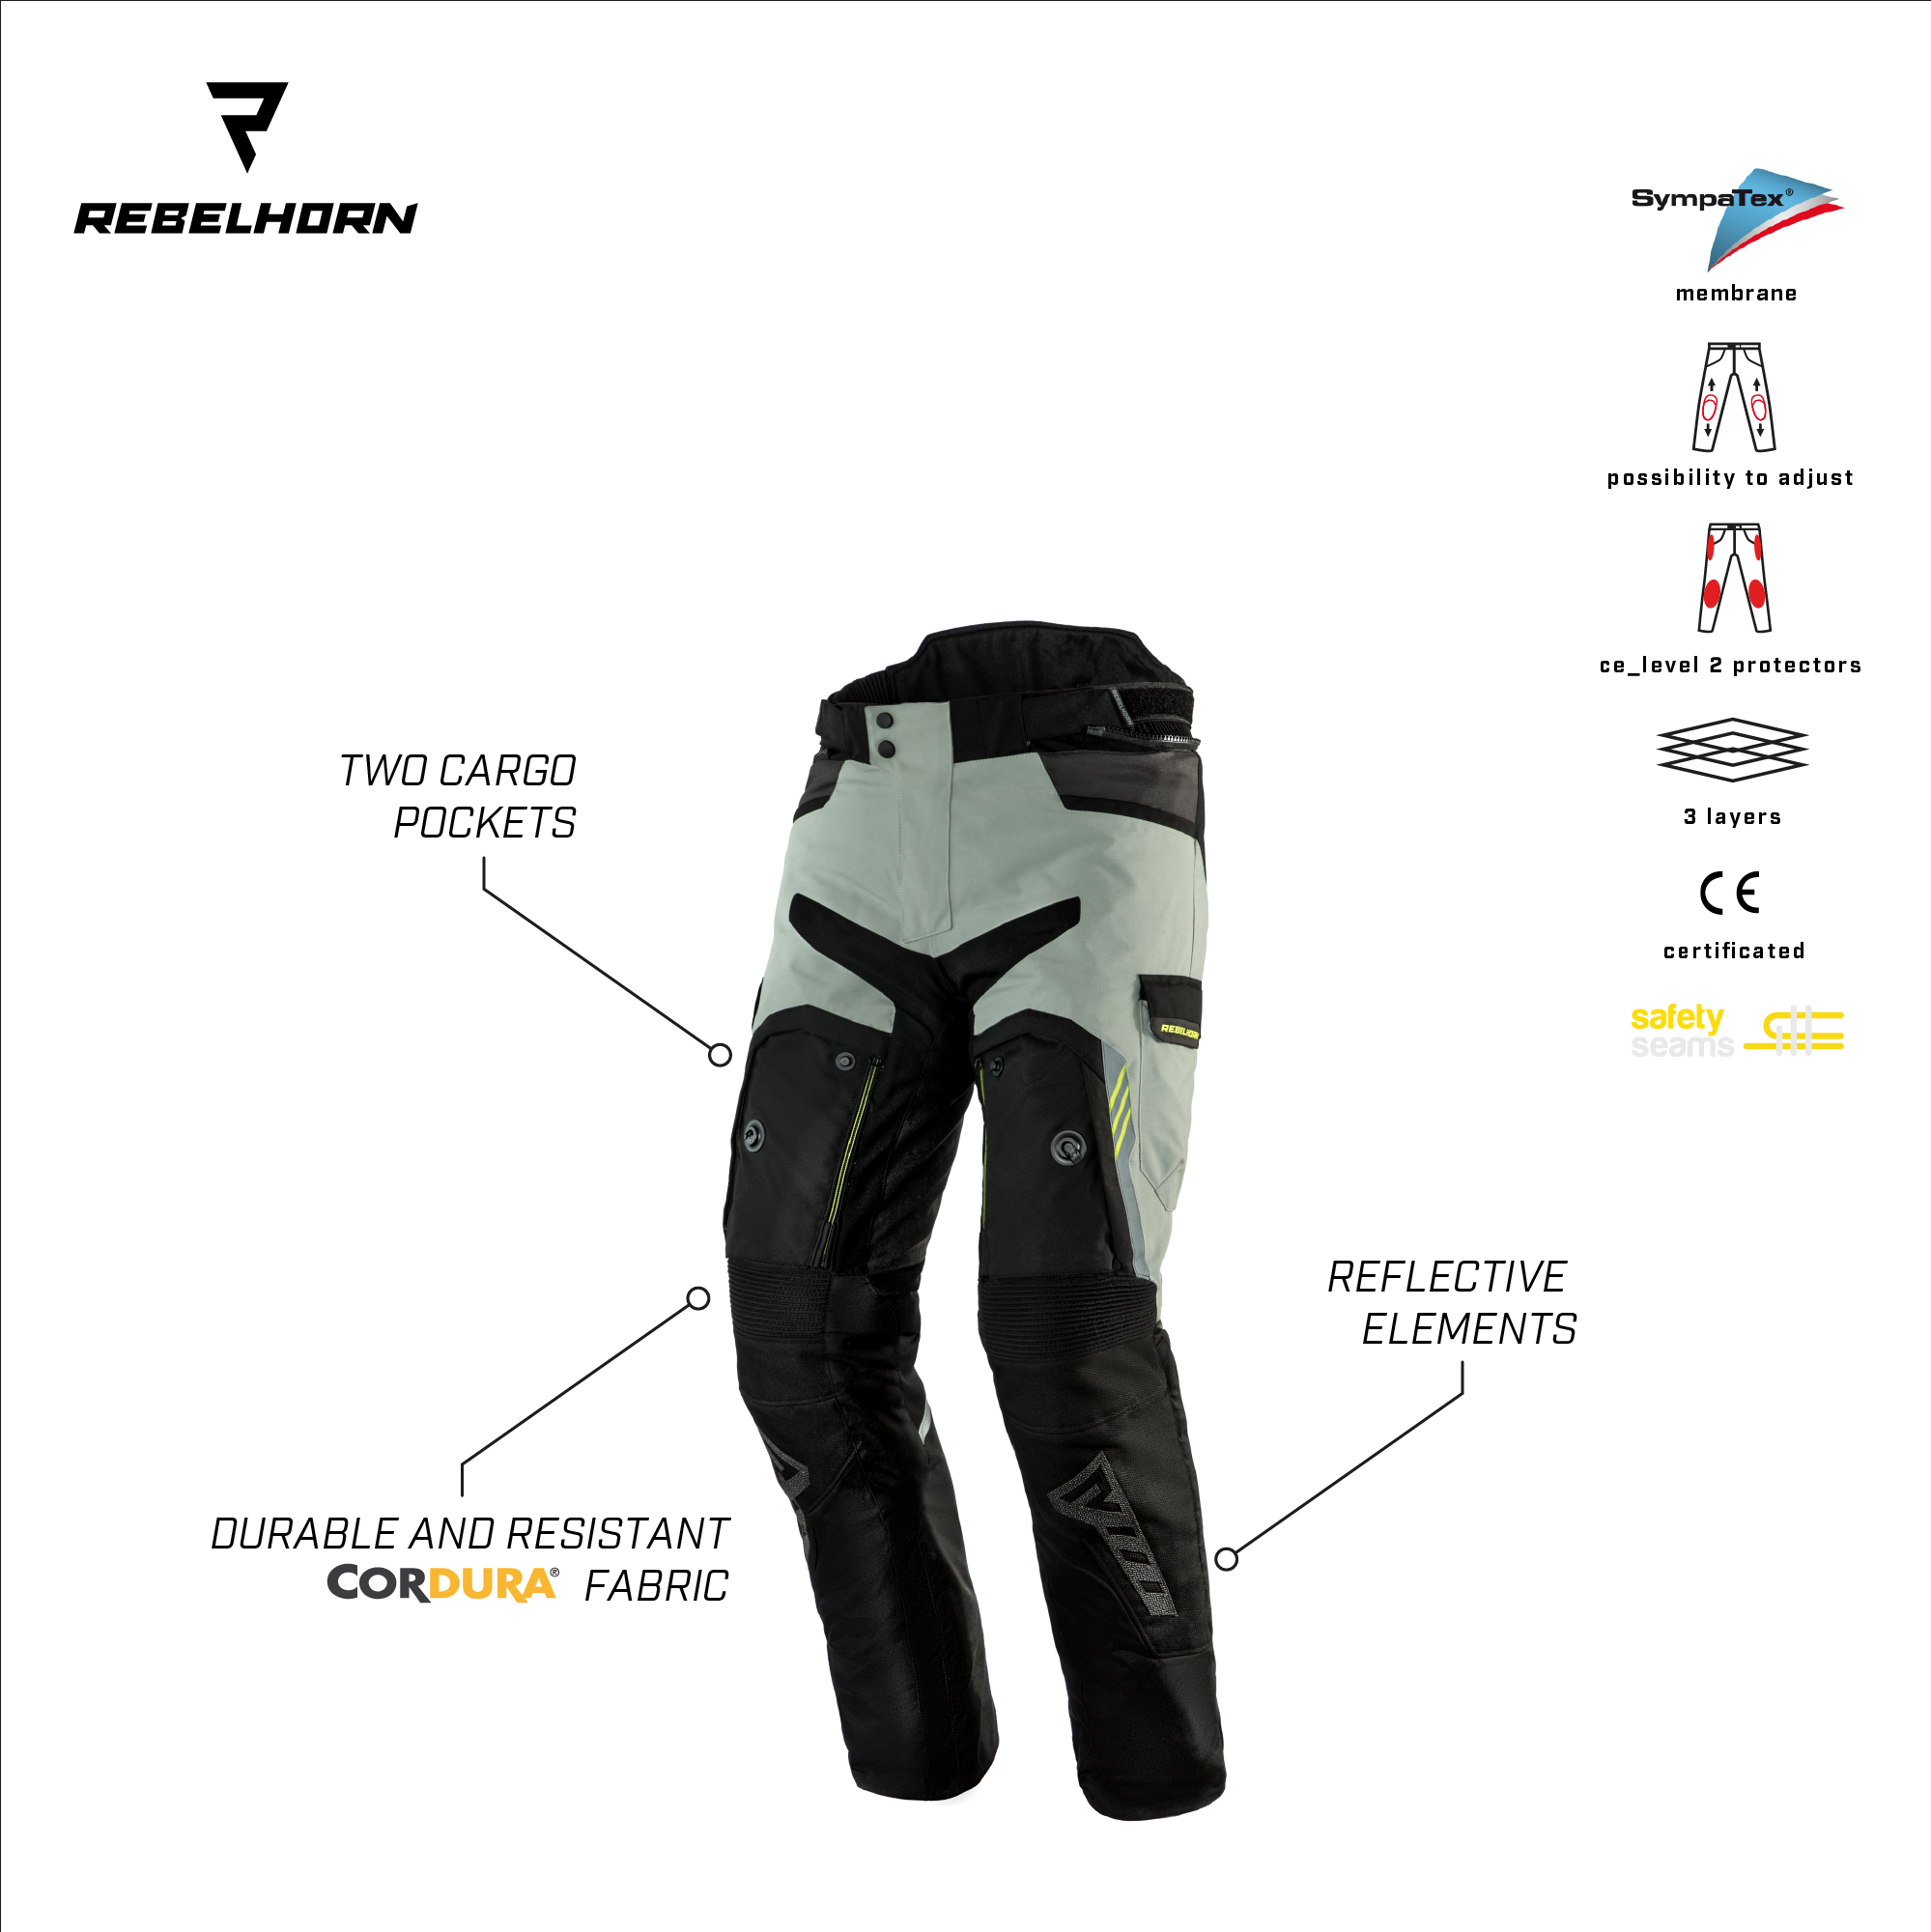 REBELHORN
SympaTex®
membrane
possibility to adjust
ce_level 2 protectors
3 layers
CE
certificated
safety
seams
TWO CARGO
POCKETS
REBELHORN
REBELHORN
REFLECTIVE
ELEMENTS
DURABLE AND RESISTANT
CORDURA® FABRIC